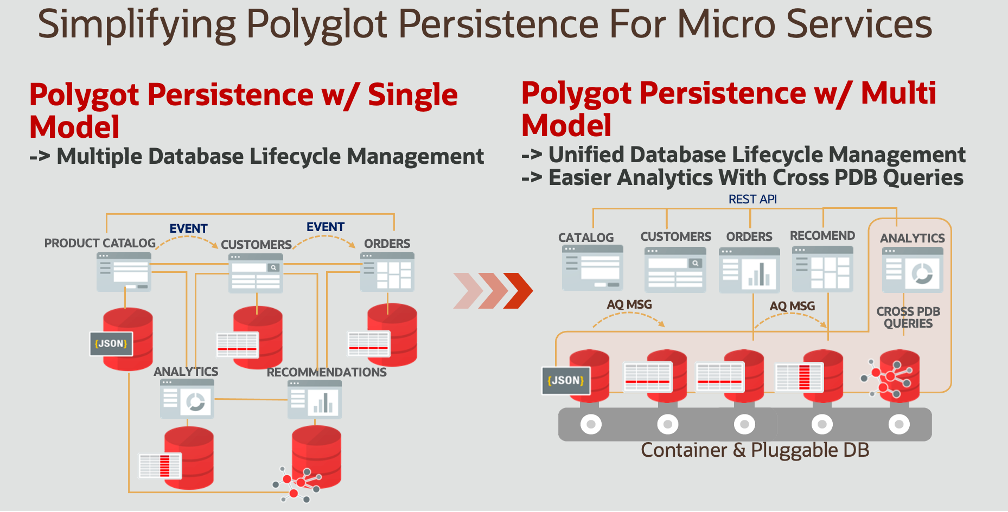 Simplifying Polyglot Persistence For Micro Services
Polygot Persistence w/ Single
Model
-> Multiple Database Lifecycle Management
EVENT
EVENT
PRODUCT CATALOG
CUSTOMERS
ORDERS
{JSON}
ANALYTICS
RECOMMENDATIONS
Polygot Persistence w/ Multi
Model
-> Unified Database Lifecycle Management
-> Easier Analytics With Cross PDB Queries
REST API
CATALOG
CUSTOMERS
ORDERS
RECOMEND
ANALYTICS
AQ MSG
AQ MSG
CROSS PDB
QUERIES
{JSON}
Container & Pluggable DB